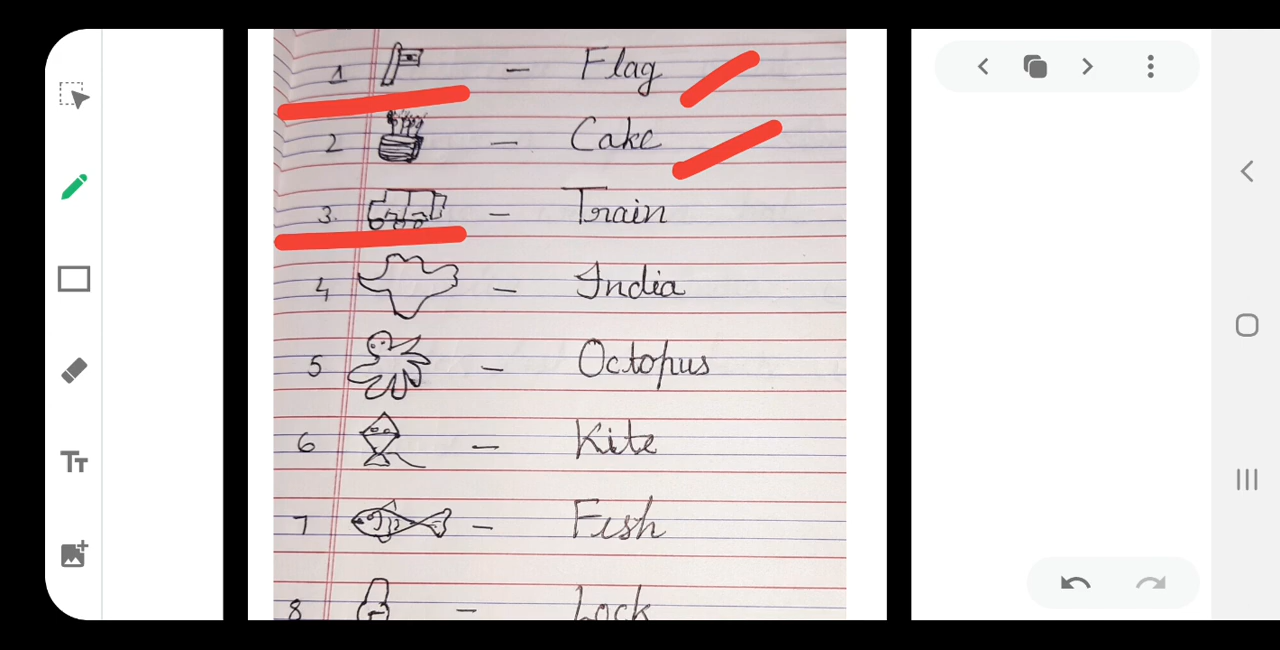 1 - Flag
2 - Cake
3. - Train
4 - India
5 - Octopus
6 - Kite
7 - Fish
8 - Lock